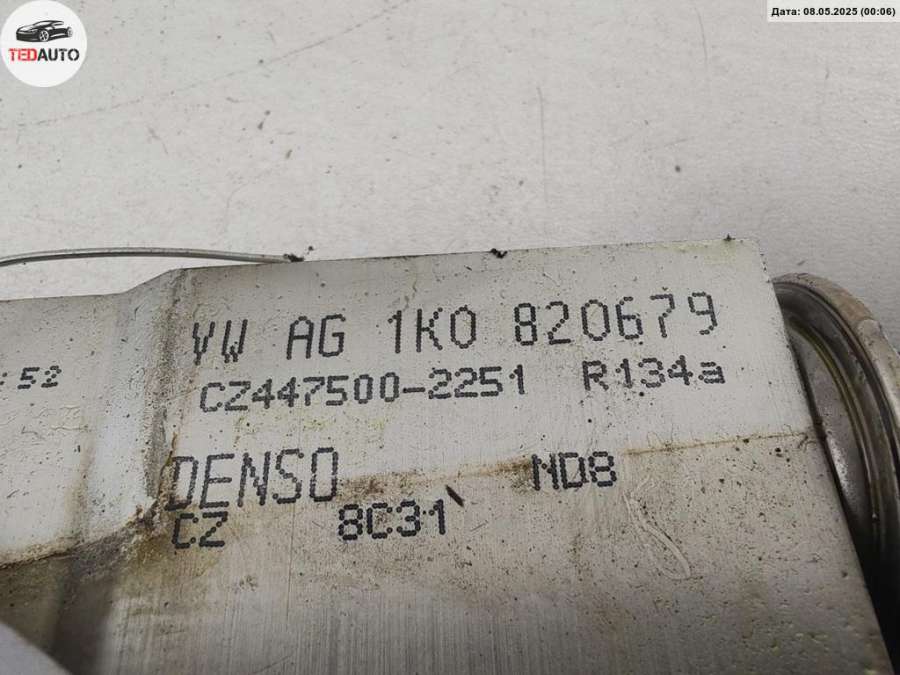 Дата: 08.05.2025 (00:06)
TEDAUTO
VW AG 1K0 820679
CZ447500-2251 R134a
:52
DENSO ND8
CZ 8C31